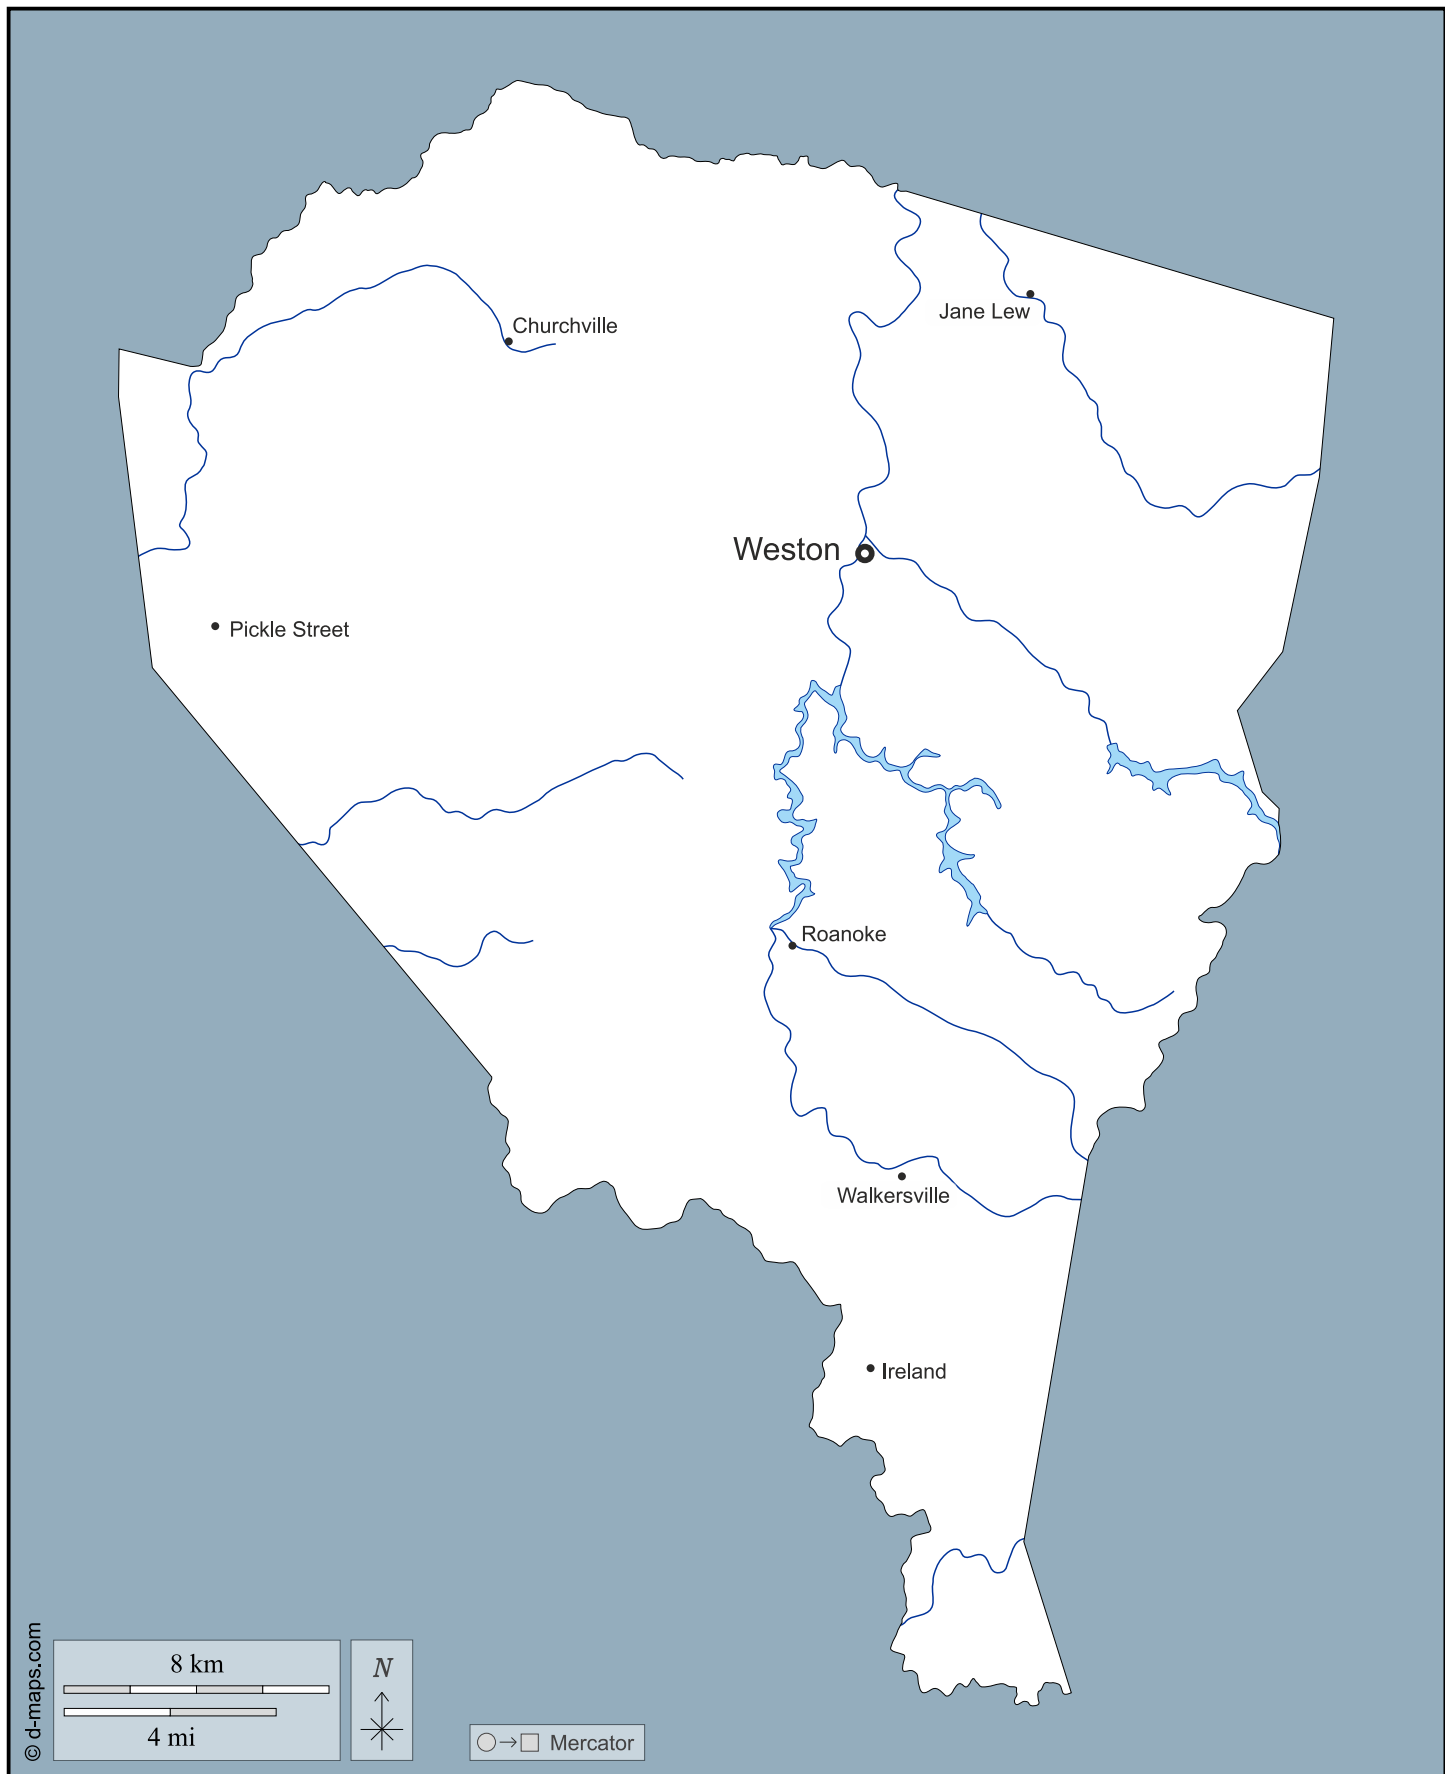 Churchville
Jane Lew
Weston
Pickle Street
Roanoke
Walkersville
Ireland
© d-maps.com
8 km
4 mi
N
Mercator